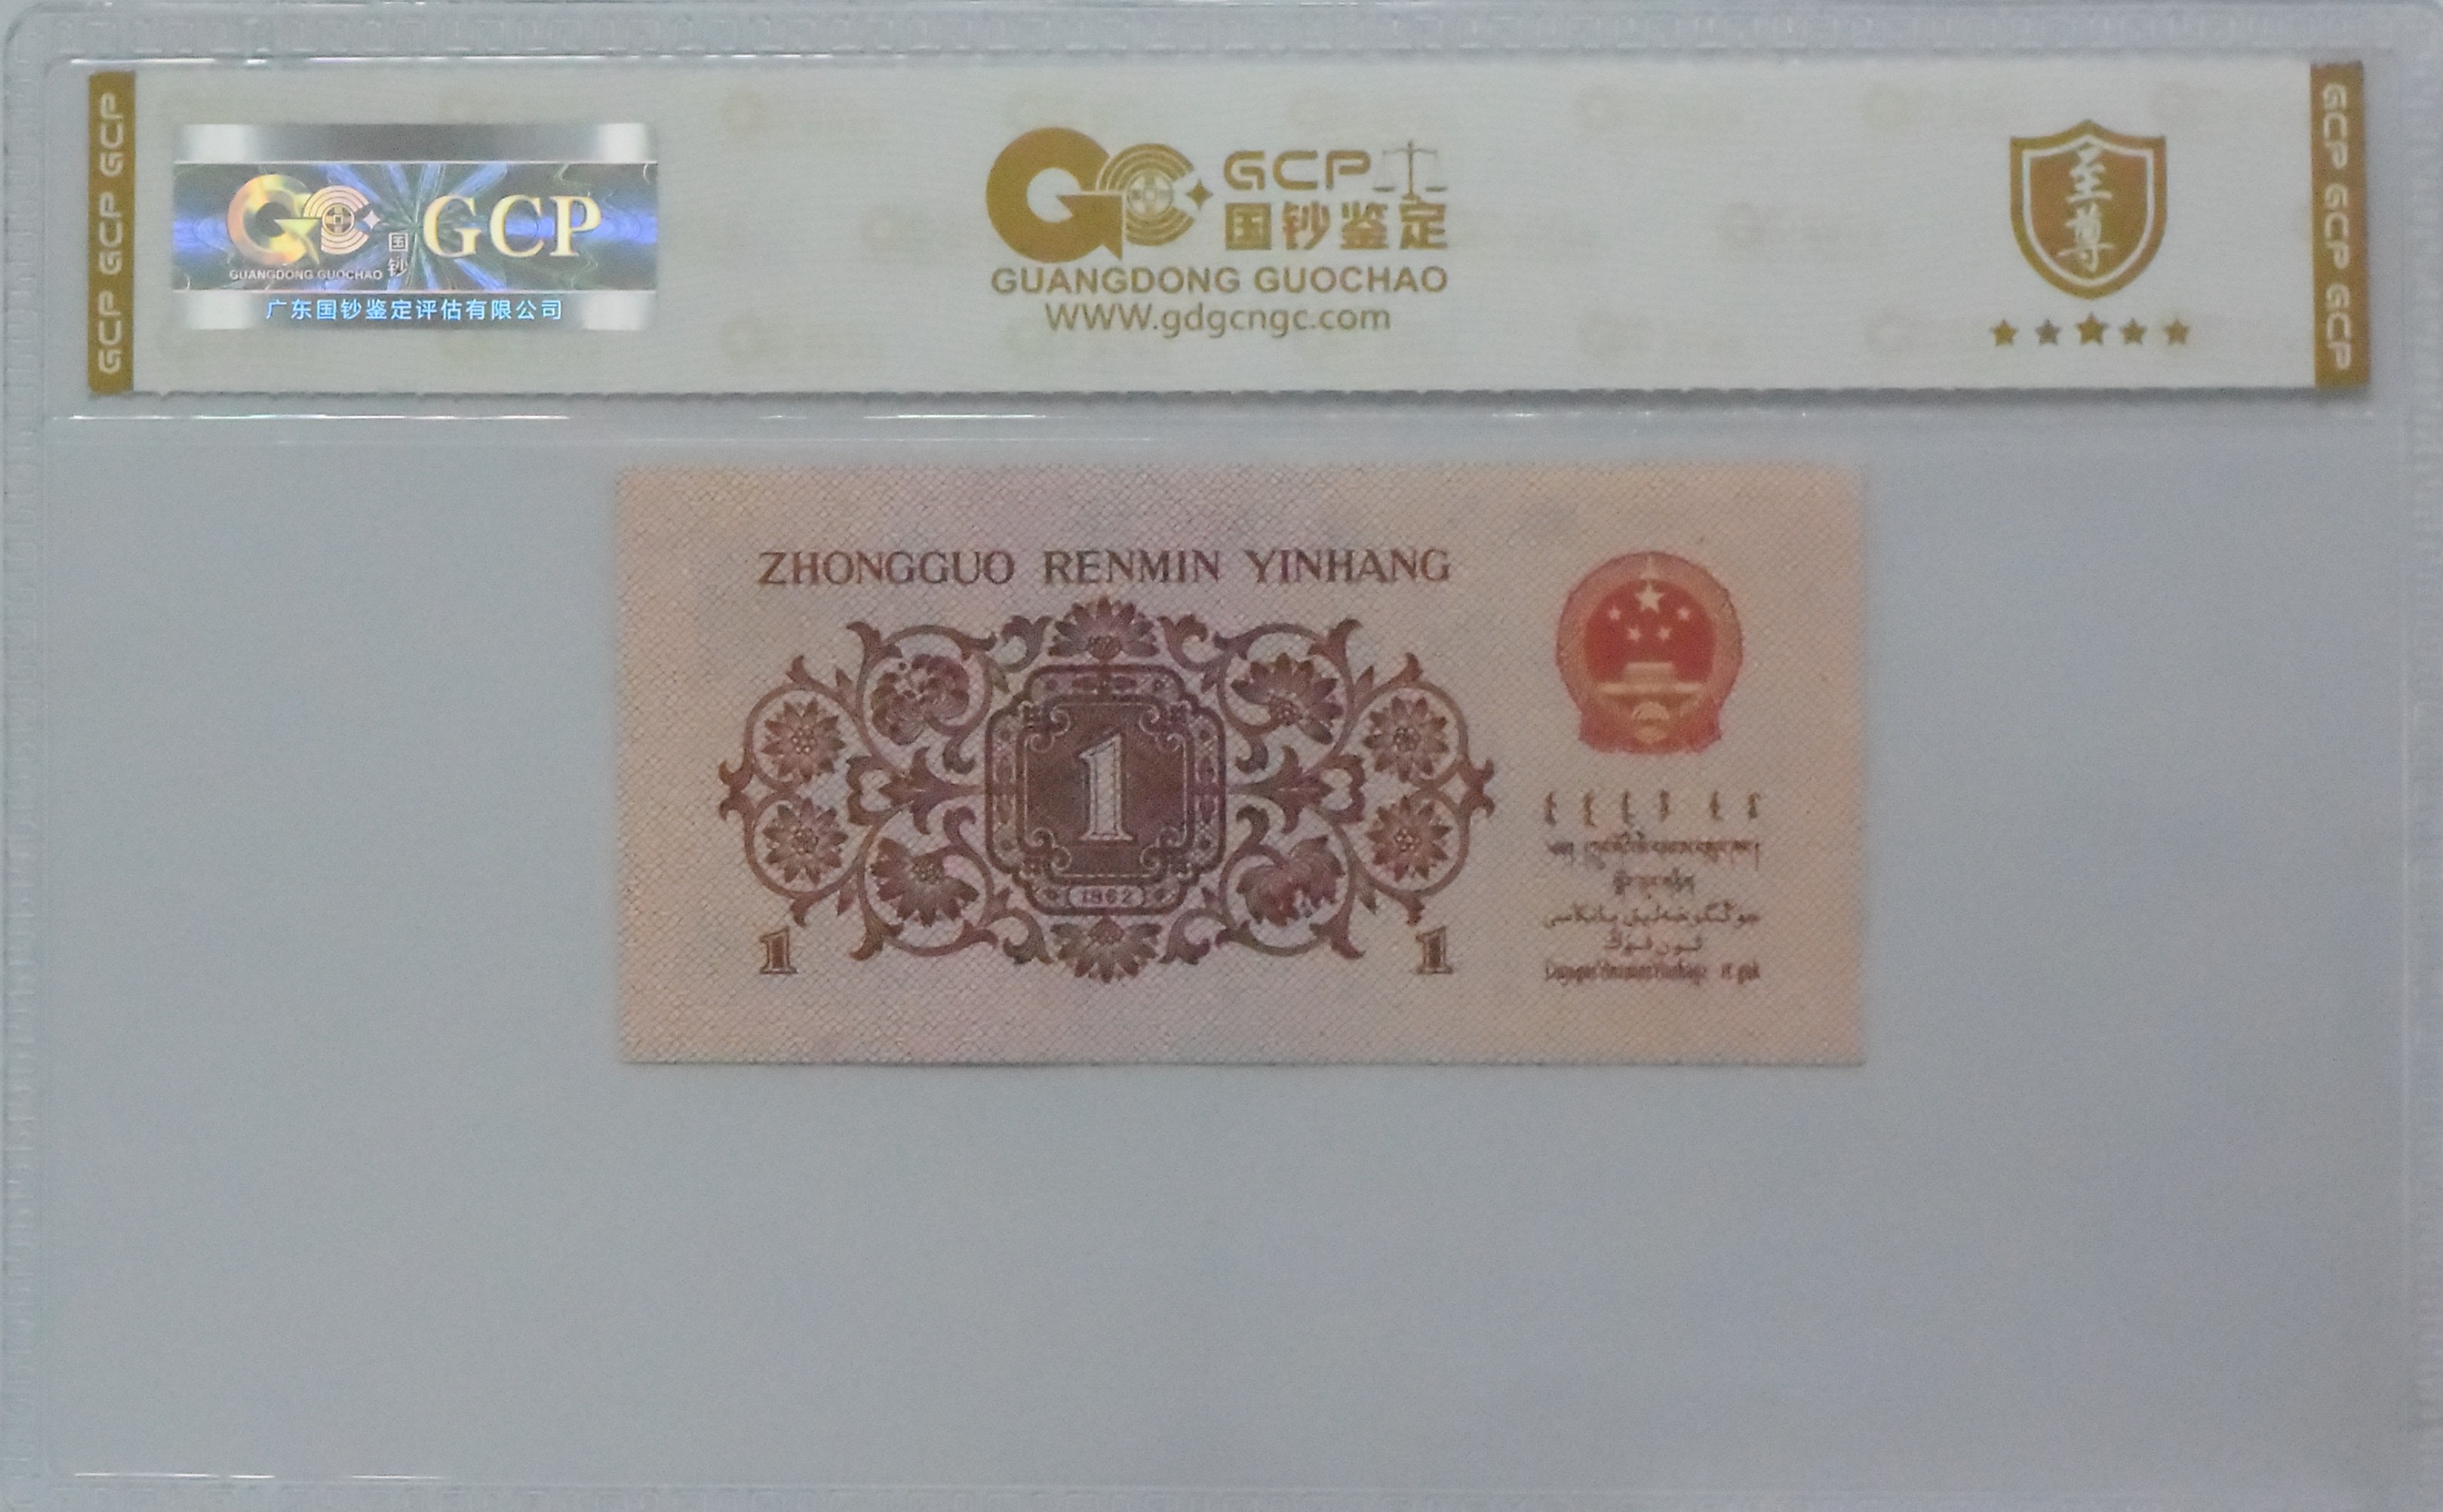 GCP GCP GCP
GUANGDONG GUOCHAO
国钞
GCP
广东国钞鉴定评估有限公司
GCP
国钞鉴定
GUANGDONG GUOCHAO
WWW.gdgcngc.com
至尊
GCP GCP GCP
ZHONGGUO RENMIN YINHANG
1
1962
1
1